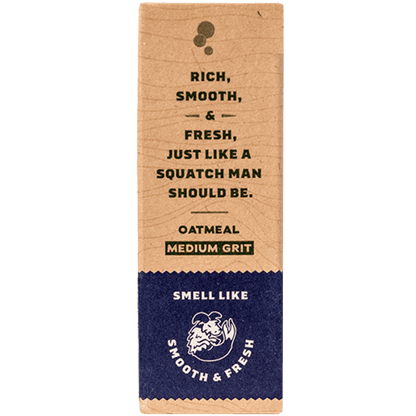 RICH,
SMOOTH,
&
FRESH,
JUST LIKE A
SQUATCH MAN
SHOULD BE.
OATMEAL
MEDIUM GRIT
SMELL LIKE
SMOOTH & FRESH